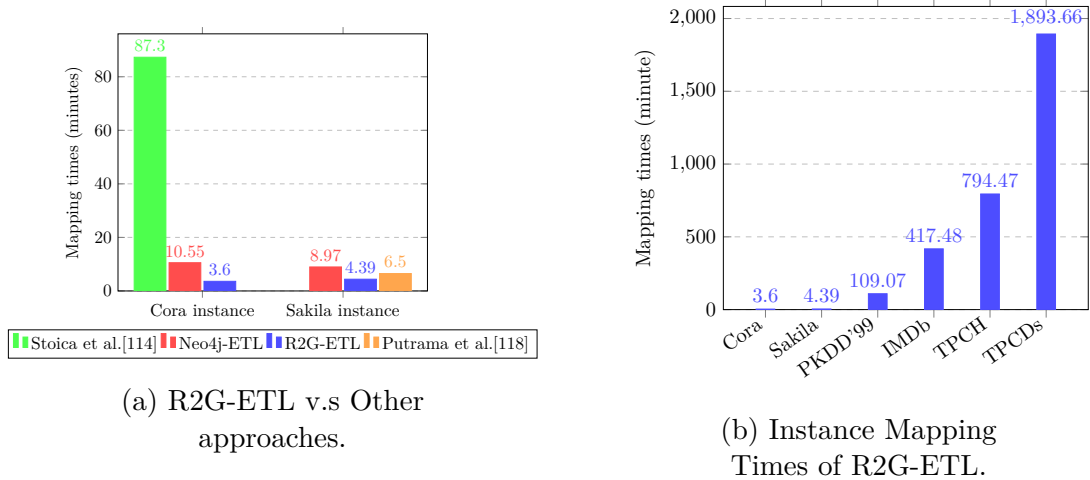 Mapping times (minutes)
0
20
40
60
80
87.3
10.55
3.6
8.97
4.39
6.5
Cora instance
Sakila instance
Stoica et al.[114] Neo4j-ETL R2G-ETL Putrama et al.[118]
(a) R2G-ETL v.s Other
approaches.
Mapping times (minute)
0
500
1,000
1,500
2,000
3.6
4.39
109.07
417.48
794.47
1,893.66
Cora
Sakila
PKDD'99
IMDb
TPCH
TPCDs
(b) Instance Mapping
Times of R2G-ETL.